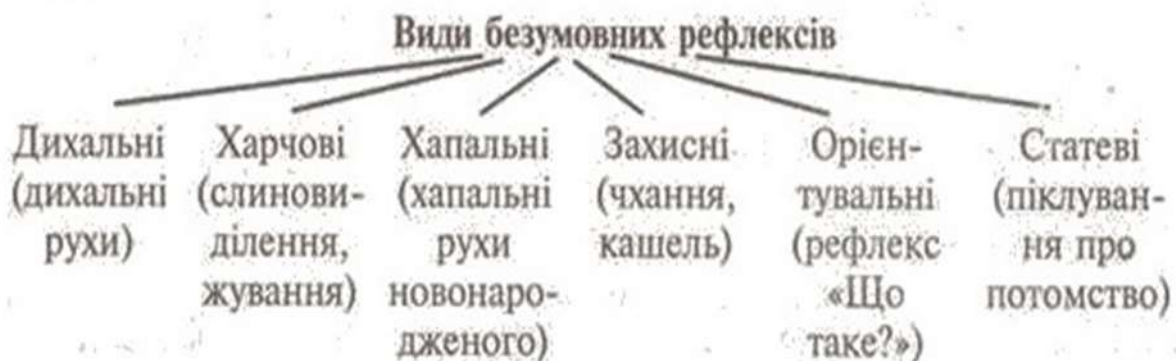 Види безумовних рефлексів
Дихальні
(дихальні
рухи)
Харчові
(слинови-
ділення,
жування)
Хапальні
(хапальні
рухи
новонаро-
дженого)
Захисні
(чхання,
кашель)
Орієн-
тувальні
(рефлекс
«Що
таке?»)
Статеві
(піклуван-
ня про
потомство)